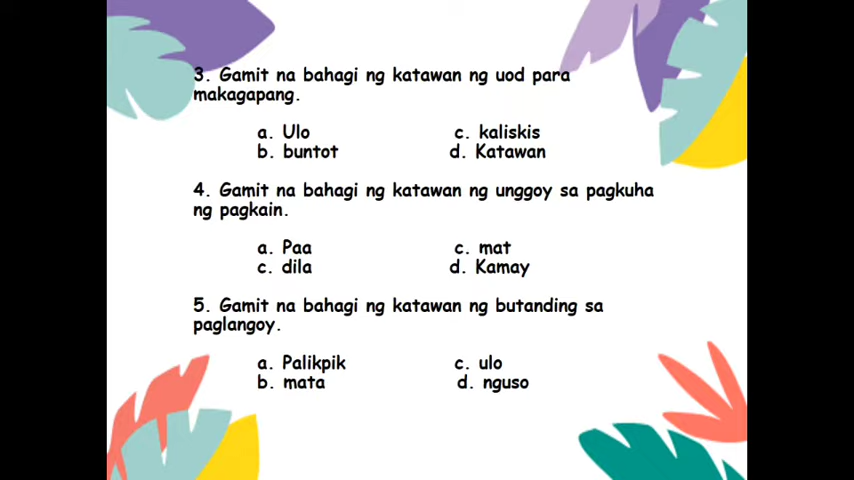 3. Gamit na bahagi ng katawan ng uod para
makagapang.
a. Ulo c. kaliskis
b. buntot d. Katawan
4. Gamit na bahagi ng katawan ng unggoy sa pagkuha
ng pagkain.
a. Paa c. mat
c. dila d. Kamay
5. Gamit na bahagi ng katawan ng butanding sa
paglangoy.
a. Palikpik c. ulo
b. mata d. nguso